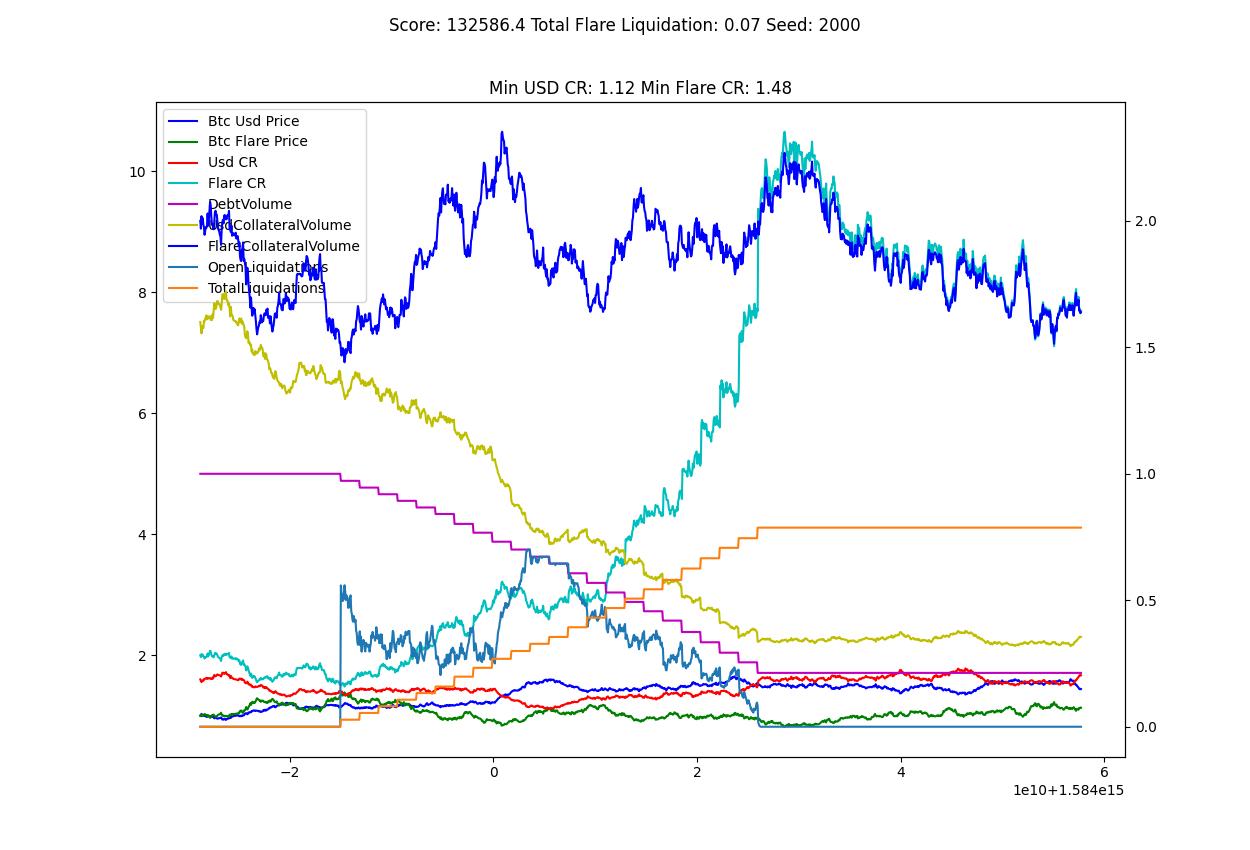 Score: 132586.4 Total Flare Liquidation: 0.07 Seed: 2000
Min USD CR: 1.12 Min Flare CR: 1.48
Btc Usd Price
Btc Flare Price
Usd CR
Flare CR
DebtVolume
UsdCollateralVolume
FlareCollateralVolume
OpenLiquidations
TotalLiquidations
10
8
6
4
2
2.0
1.5
1.0
0.5
0.0
−2
0
2
4
6
1e10+1.584e15